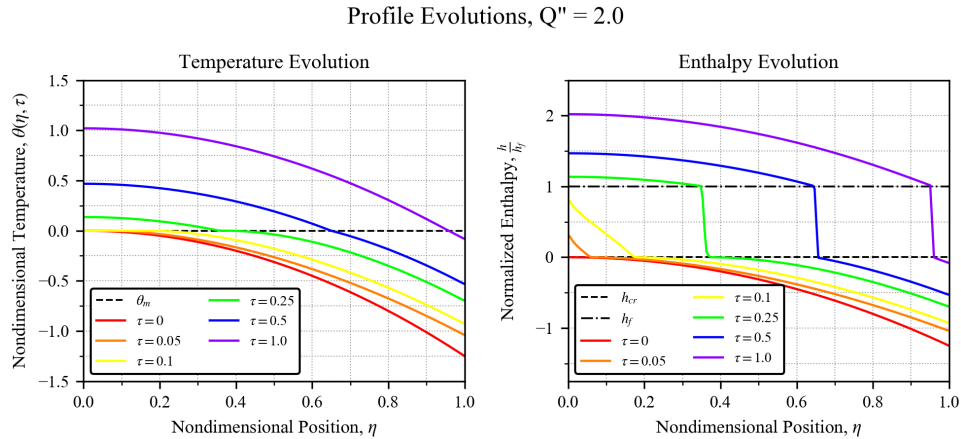 Profile Evolutions, Q" = 2.0
Temperature Evolution
Nondimensional Temperature, θ(η, τ)
1.5
1.0
0.5
0.0
−0.5
−1.0
−1.5
θm
τ = 0
τ = 0.05
τ = 0.1
τ = 0.25
τ = 0.5
τ = 1.0
0.0 0.2 0.4 0.6 0.8 1.0
Nondimensional Position, η
Enthalpy Evolution
Normalized Enthalpy, h/hf
2
1
0
−1
hcr
hf
τ = 0
τ = 0.05
τ = 0.1
τ = 0.25
τ = 0.5
τ = 1.0
0.0 0.2 0.4 0.6 0.8 1.0
Nondimensional Position, η